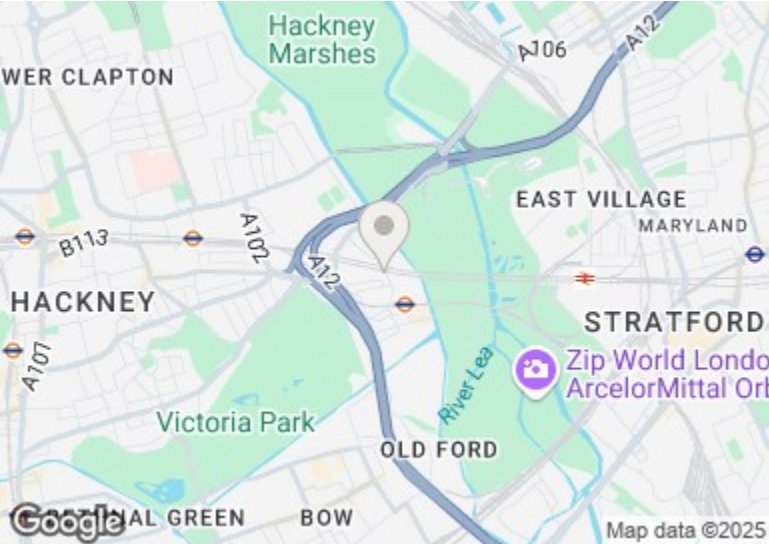 Hackney
Marshes
A106
A12
WER CLAPTON
EAST VILLAGE
MARYLAND
A102
B113
A12
HACKNEY
STRATFORD
A107
Zip World Londo
ArcelorMittal Orb
River Lea
Victoria Park
OLD FORD
NAL GREEN
BOW
Google
Map data ©2025